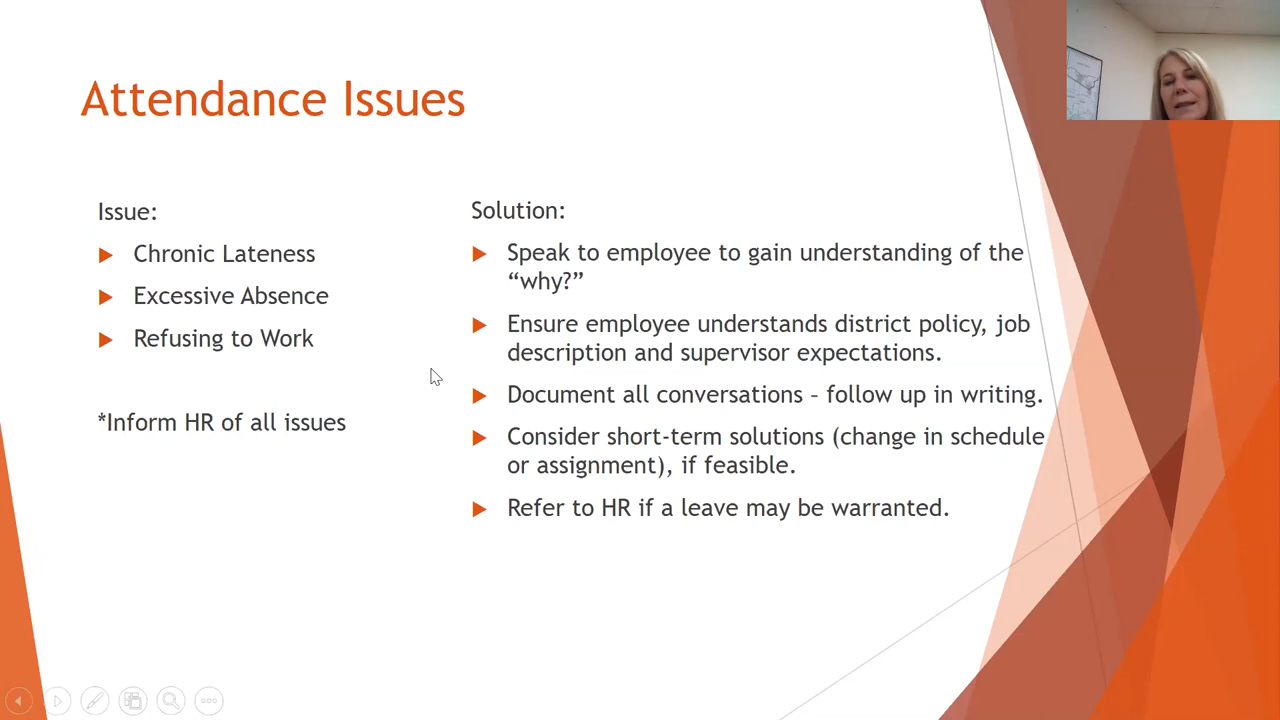 Attendance Issues
Issue:
Chronic Lateness
Excessive Absence
Refusing to Work
*Inform HR of all issues
Solution:
Speak to employee to gain understanding of the
“why?”
Ensure employee understands district policy, job
description and supervisor expectations.
Document all conversations – follow up in writing.
Consider short-term solutions (change in schedule
or assignment), if feasible.
Refer to HR if a leave may be warranted.